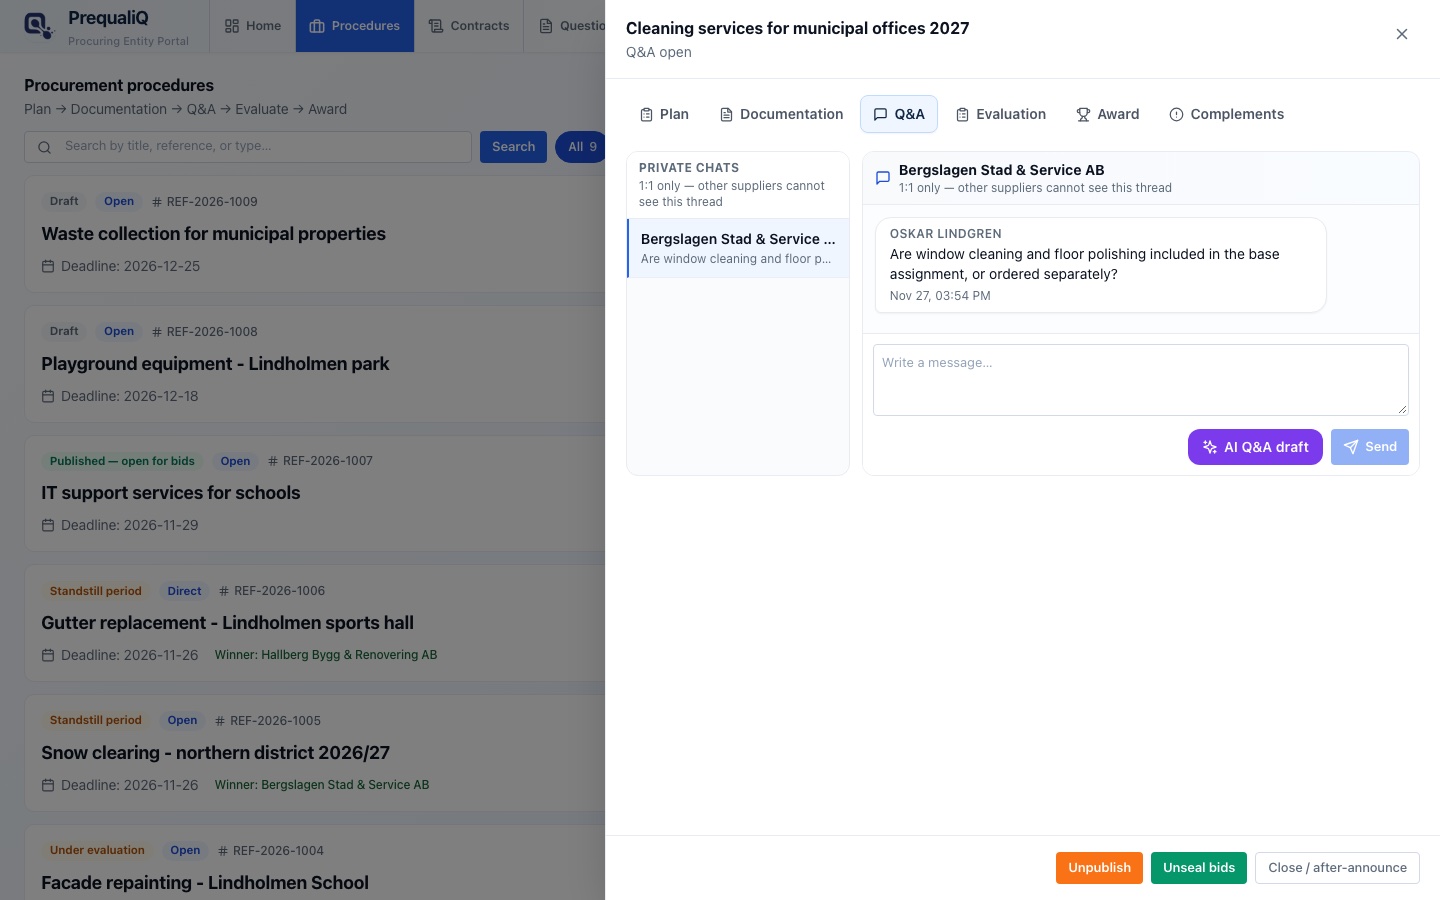 PrequaliQ
Procuring Entity Portal
Home
Procedures
Contracts
Questio
Procurement procedures
Plan → Documentation → Q&A → Evaluate → Award
Search by title, reference, or type...
Search
All 9
Draft Open # REF-2026-1009
Waste collection for municipal properties
Deadline: 2026-12-25
Draft Open # REF-2026-1008
Playground equipment - Lindholmen park
Deadline: 2026-12-18
Published — open for bids Open # REF-2026-1007
IT support services for schools
Deadline: 2026-11-29
Standstill period Direct # REF-2026-1006
Gutter replacement - Lindholmen sports hall
Deadline: 2026-11-26 Winner: Hallberg Bygg & Renovering AB
Standstill period Open # REF-2026-1005
Snow clearing - northern district 2026/27
Deadline: 2026-11-26 Winner: Bergslagen Stad & Service AB
Under evaluation Open # REF-2026-1004
Facade repainting - Lindholmen School
Cleaning services for municipal offices 2027
Q&A open
Plan
Documentation
Q&A
Evaluation
Award
Complements
PRIVATE CHATS
1:1 only — other suppliers cannot
see this thread
Bergslagen Stad & Service ...
Are window cleaning and floor p...
Bergslagen Stad & Service AB
1:1 only — other suppliers cannot see this thread
OSKAR LINDGREN
Are window cleaning and floor polishing included in the base
assignment, or ordered separately?
Nov 27, 03:54 PM
Write a message...
AI Q&A draft
Send
Unpublish
Unseal bids
Close / after-announce